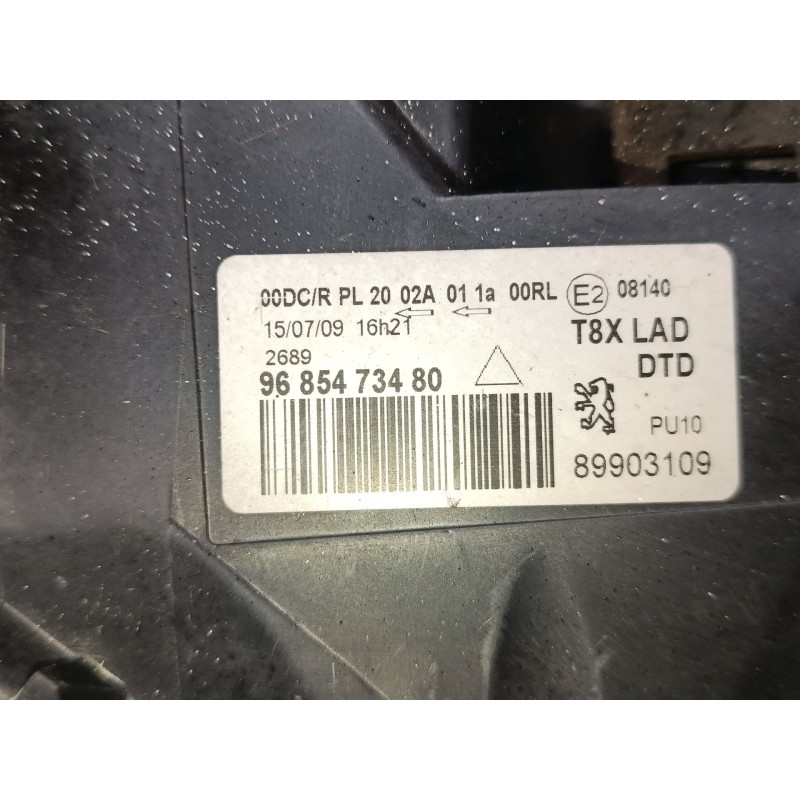 00DC/R PL 20 02A 01 1a 00RL E2 08140
15/07/09 16h21
T8X LAD
2689
DTD
96 854 734 80
PU10
89903109